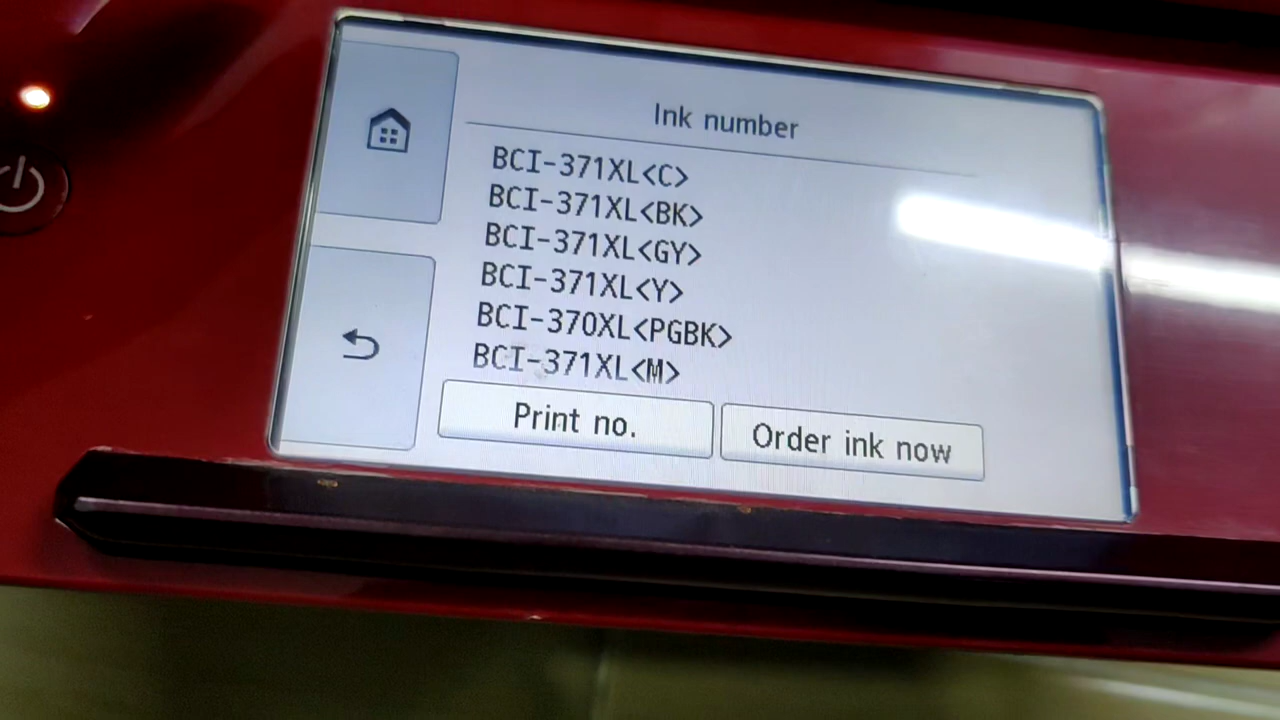 Ink number
BCI-371XL<C>
BCI-371XL<BK>
BCI-371XL<GY>
BCI-371XL<Y>
BCI-370XL<PGBK>
BCI-371XL<M>
Print no.
Order ink now